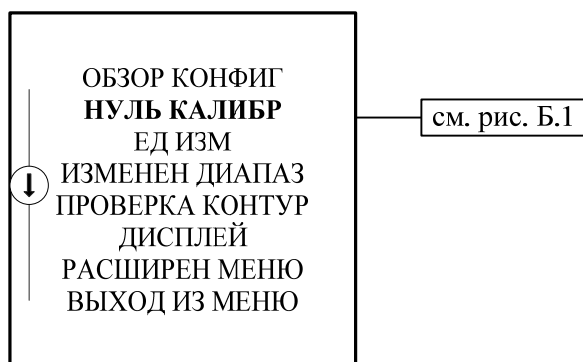 ОБЗОР КОНФИГ
НУЛЬ КАЛИБР
ЕД ИЗМ
ИЗМЕНЕН ДИАПАЗ
ПРОВЕРКА КОНТУР
ДИСПЛЕЙ
РАСШИРЕН МЕНЮ
ВЫХОД ИЗ МЕНЮ
см. рис. Б.1